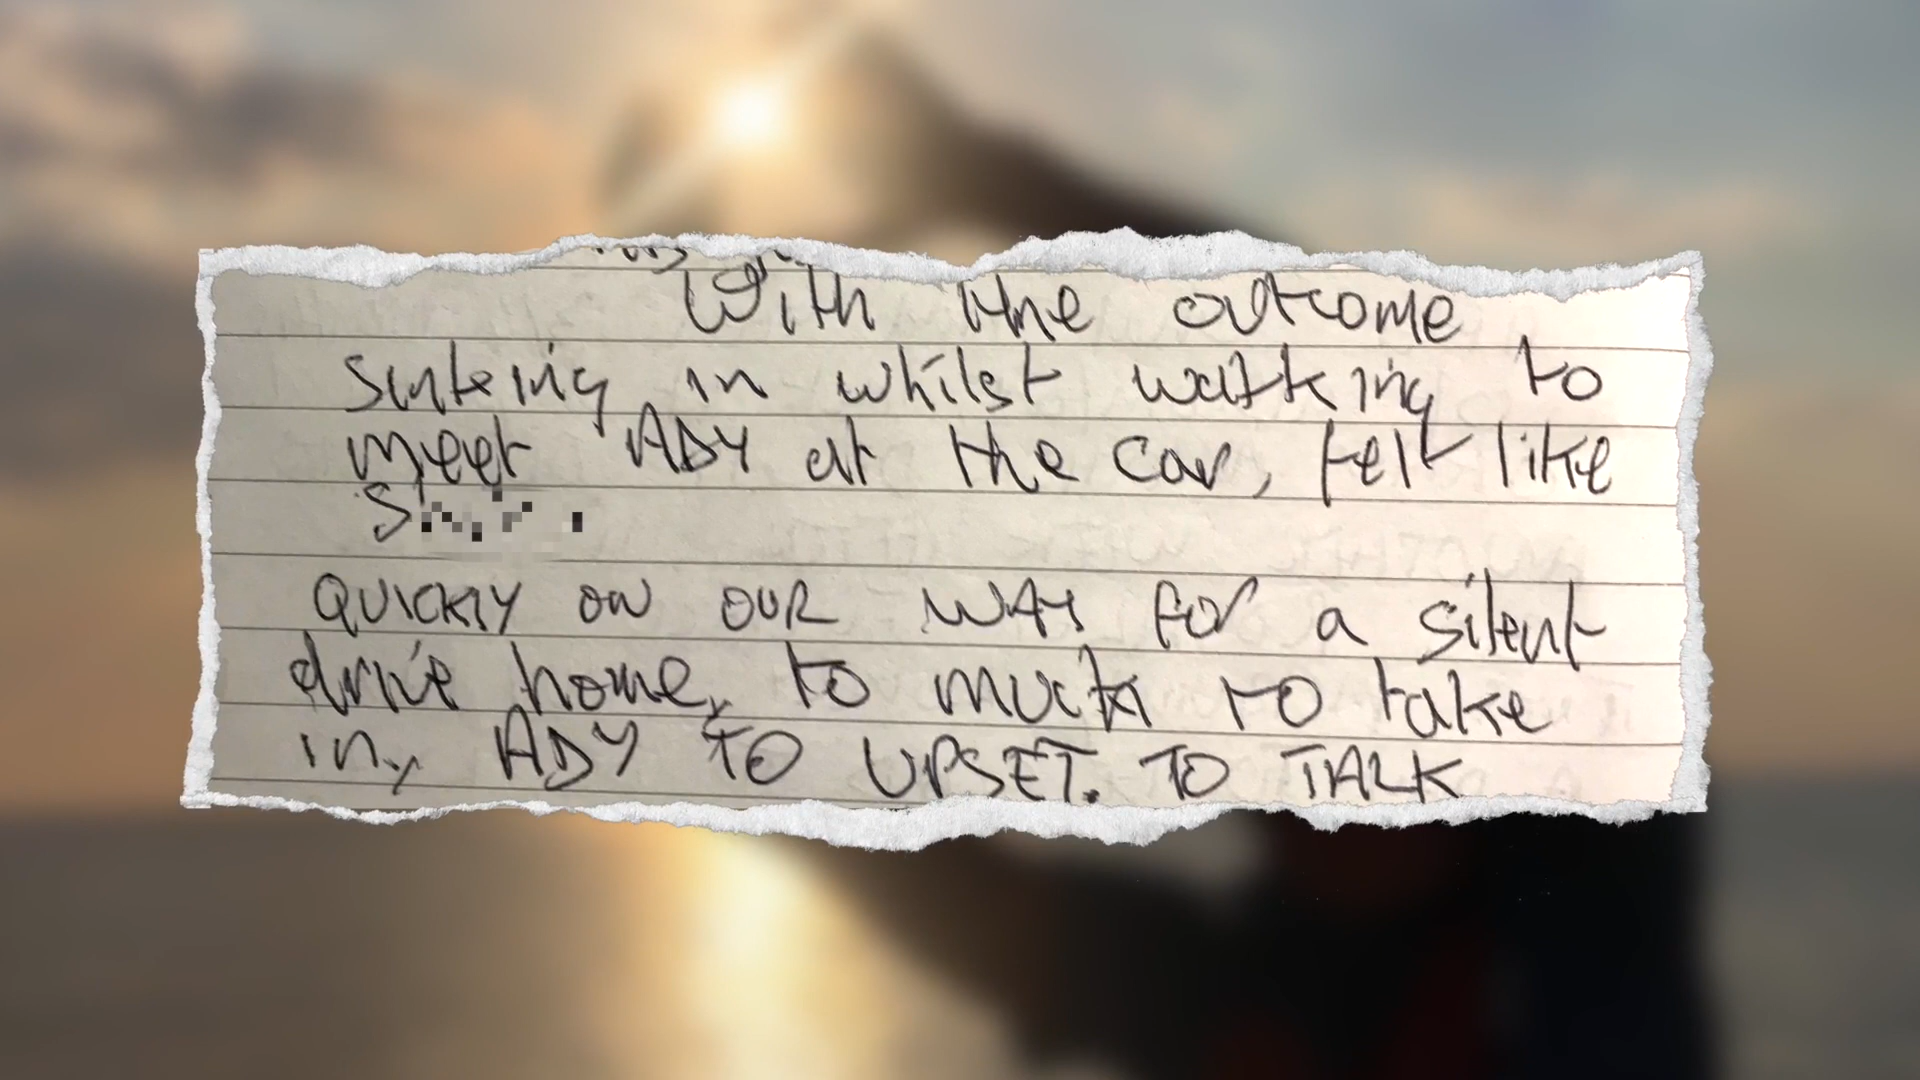 With the outcome
sinking in whilst walking to
meet ADY at the car, felt like
QUICKLY ON OUR WAY for a silent
drive home, to much to take
in, ADY TO UPSET. TO TALK